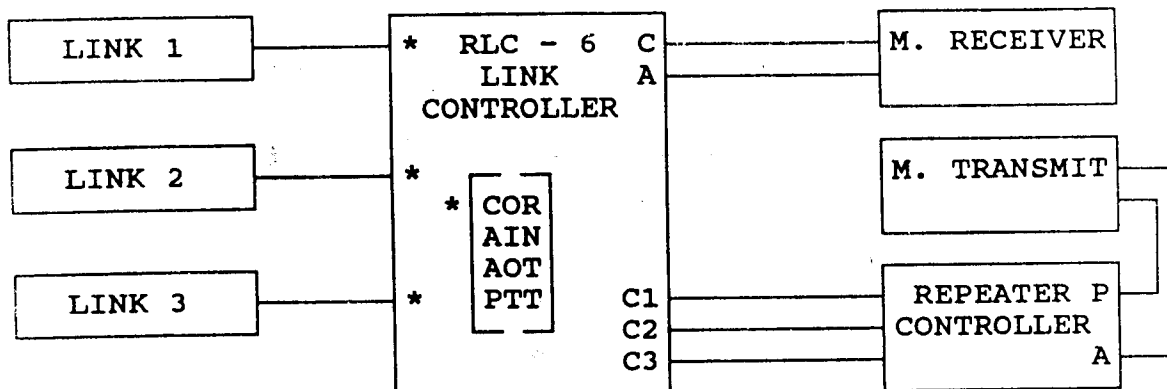 LINK 1
* RLC - 6 C
LINK A
CONTROLLER
M. RECEIVER
LINK 2
*
* COR
AIN
AOT
PTT
M. TRANSMIT
LINK 3
*
C1
C2
C3
REPEATER P
CONTROLLER
A